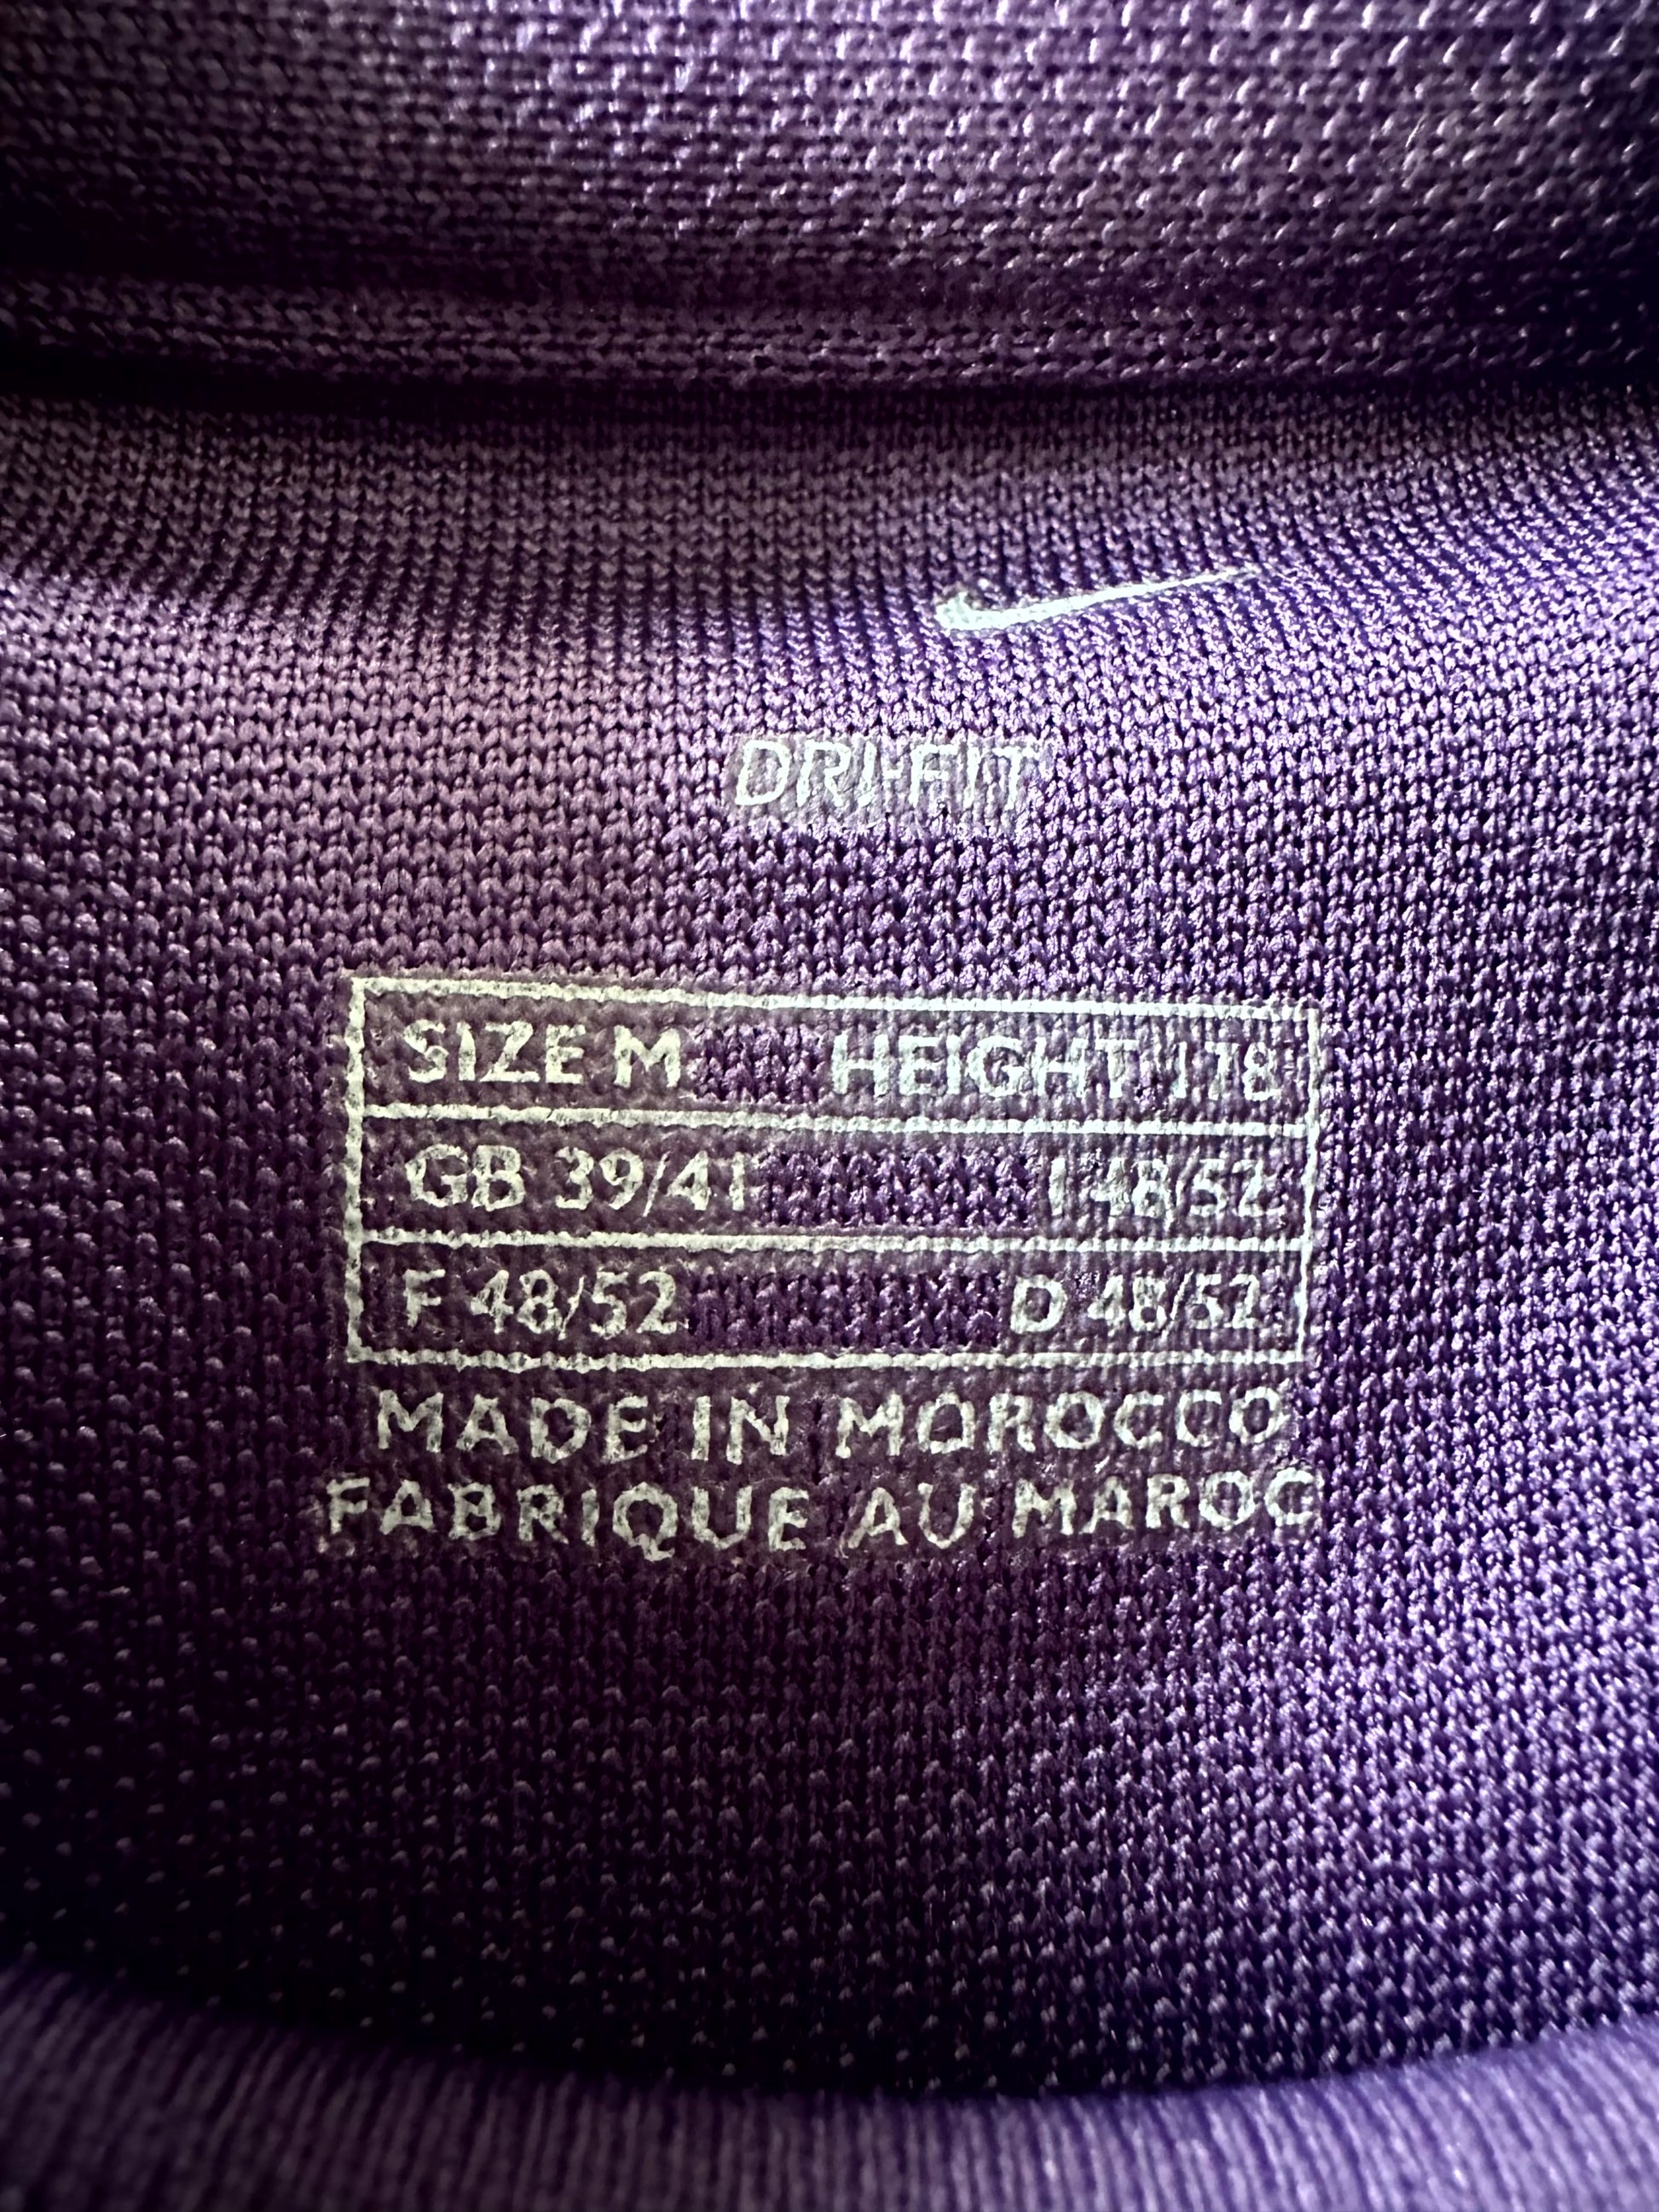 DRI-FIT
SIZE M HEIGHT 178
GB 39/41 I 48/52
F 48/52 D 48/52
MADE IN MOROCCO
FABRIQUE AU MAROC